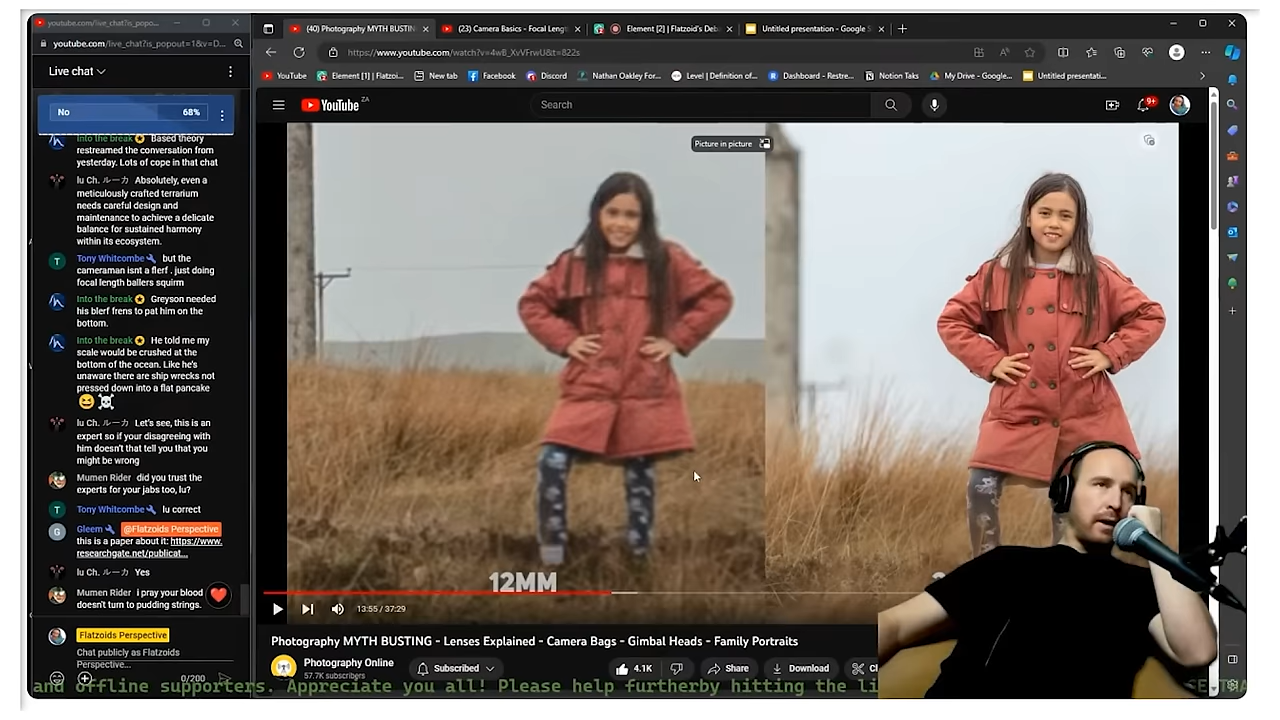 youtube.com/live_chat?is_popo...
youtube.com/live_chat?is_popout=1&v=D...
Live chat
No 68%
Into the break Based theory
restreamed the conversation from
yesterday. Lots of cope in that chat
lu Ch. ルーカ Absolutely, even a
meticulously crafted terrarium
needs careful design and
maintenance to achieve a delicate
balance for sustained harmony
within its ecosystem.
Tony Whitcombe but the
cameraman isnt a flerf . just doing
focal length ballers squirm
Into the break Greyson needed
his blerf frens to pat him on the
bottom.
Into the break He told me my
scale would be crushed at the
bottom of the ocean. Like he's
unaware there are ship wrecks not
pressed down into a flat pancake
lu Ch. ルーカ Let's see, this is an
expert so if your disagreeing with
him doesn't that tell you that you
might be wrong
Mumen Rider did you trust the
experts for your jabs too, lu?
Tony Whitcombe lu correct
Gleem @Flatzoids Perspective
this is a paper about it: https://www.
researchgate.net/publicat...
lu Ch. ルーカ Yes
Mumen Rider i pray your blood
doesn't turn to pudding strings.
Flatzoids Perspective
Chat publicly as Flatzoids
Perspective...
0/200
(40) Photography MYTH BUSTING - (23) Camera Basics - Focal Leng Element [2] | Flatzoid's Deb Untitled presentation - Google S
https://www.youtube.com/watch?v=4wB_XvVFrwU&t=822s
YouTube Element [1] | Flatzoi... New tab Facebook Discord Nathan Oakley For... Level | Definition of... Dashboard - Restre... Notion Taks My Drive - Google... Untitled presentati...
YouTube ZA
Search
9+
Picture in picture
12MM
13:55 / 37:29
Photography MYTH BUSTING - Lenses Explained - Camera Bags - Gimbal Heads - Family Portraits
Photography Online
57.7K subscribers
Subscribed
4.1K
Share
Download
and offline supporters. Appreciate you all! Please help furtherby hitting the li